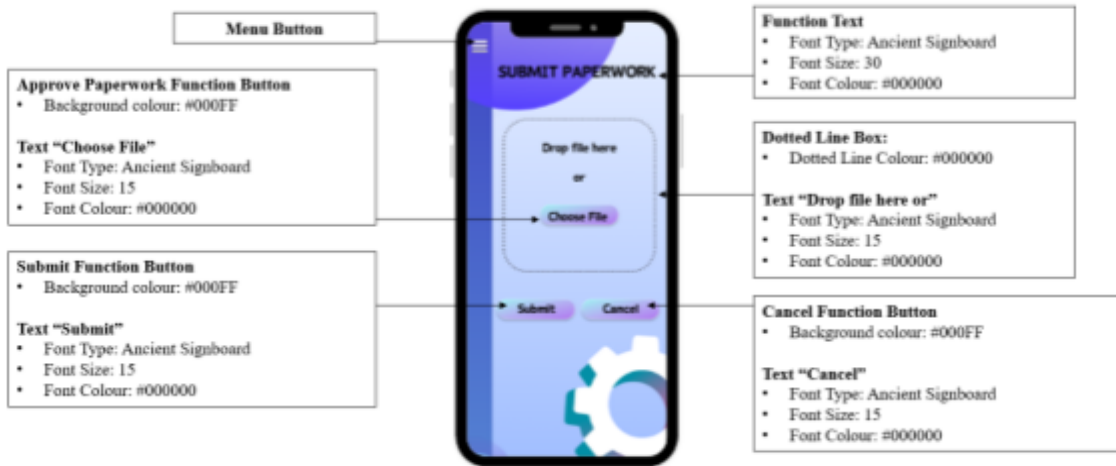 Menu Button
Approve Paperwork Function Button
• Background colour: #000FF
Text “Choose File”
• Font Type: Ancient Signboard
• Font Size: 15
• Font Colour: #000000
Submit Function Button
• Background colour: #000FF
Text “Submit”
• Font Type: Ancient Signboard
• Font Size: 15
• Font Colour: #000000
SUBMIT PAPERWORK
Drop file here
or
Choose File
Submit
Cancel
Function Text
• Font Type: Ancient Signboard
• Font Size: 30
• Font Colour: #000000
Dotted Line Box:
• Dotted Line Colour: #000000
Text “Drop file here or”
• Font Type: Ancient Signboard
• Font Size: 15
• Font Colour: #000000
Cancel Function Button
• Background colour: #000FF
Text “Cancel”
• Font Type: Ancient Signboard
• Font Size: 15
• Font Colour: #000000